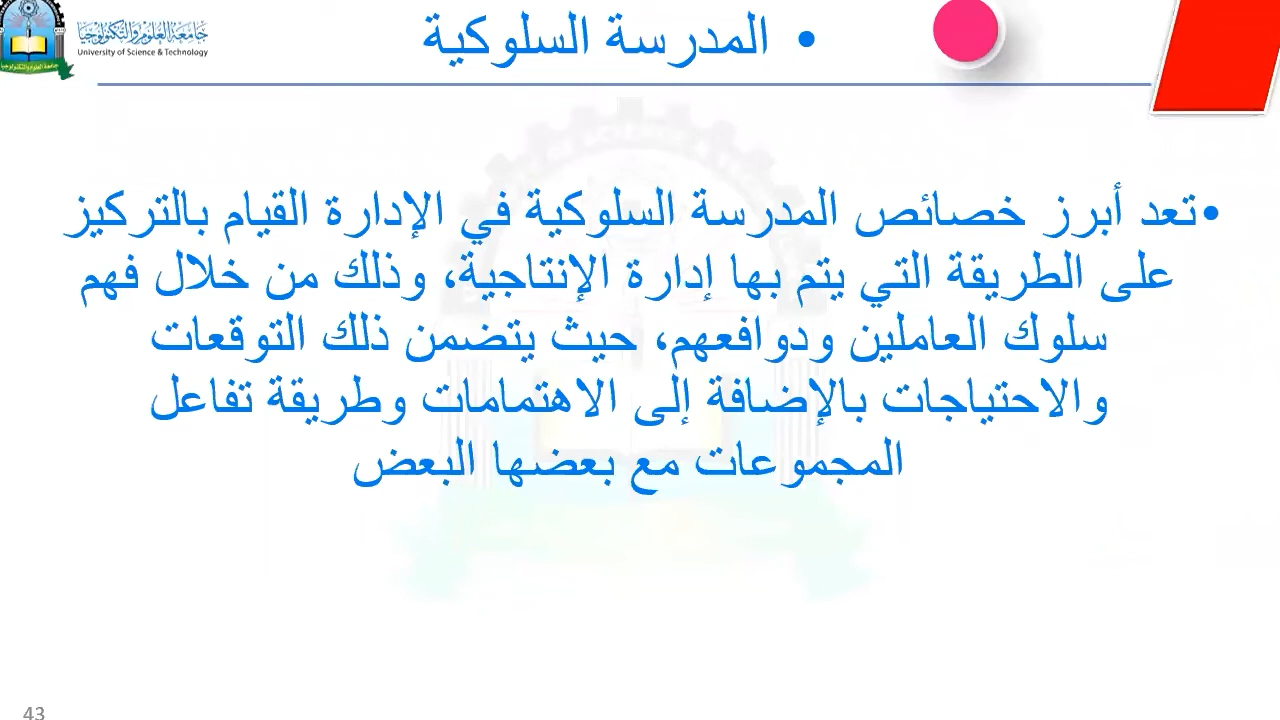 جامعة العلوم والتكنولوجيا
University of Science & Technology
• المدرسة السلوكية
•تعد أبرز خصائص المدرسة السلوكية في الإدارة القيام بالتركيز
على الطريقة التي يتم بها إدارة الإنتاجية، وذلك من خلال فهم
سلوك العاملين ودوافعهم، حيث يتضمن ذلك التوقعات
والاحتياجات بالإضافة إلى الاهتمامات وطريقة تفاعل
المجموعات مع بعضها البعض
43